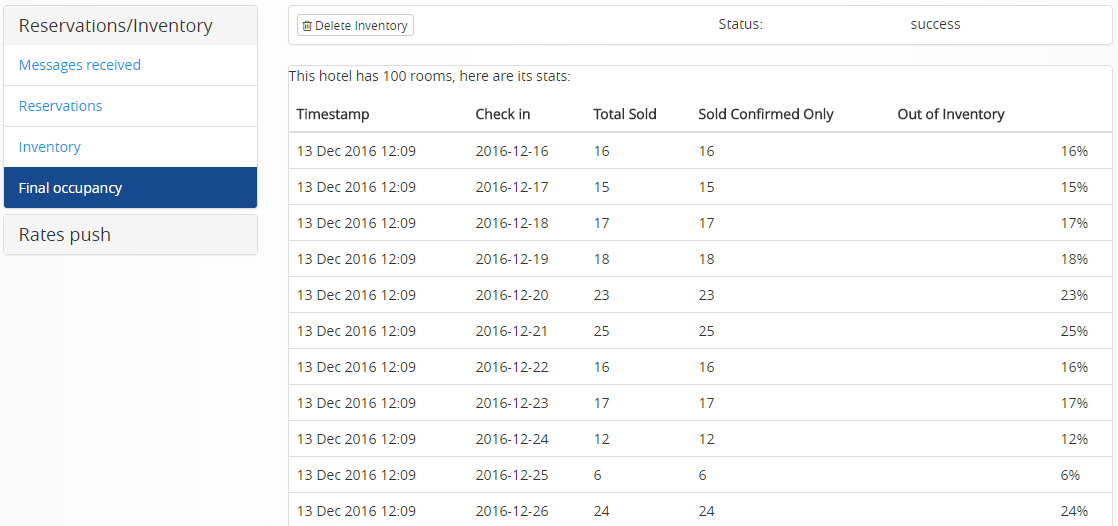 Reservations/Inventory
Messages received
Reservations
Inventory
Final occupancy
Rates push
Delete Inventory Status: success
This hotel has 100 rooms, here are its stats:
Timestamp Check in Total Sold Sold Confirmed Only Out of Inventory
13 Dec 2016 12:09 2016-12-16 16 16 16%
13 Dec 2016 12:09 2016-12-17 15 15 15%
13 Dec 2016 12:09 2016-12-18 17 17 17%
13 Dec 2016 12:09 2016-12-19 18 18 18%
13 Dec 2016 12:09 2016-12-20 23 23 23%
13 Dec 2016 12:09 2016-12-21 25 25 25%
13 Dec 2016 12:09 2016-12-22 16 16 16%
13 Dec 2016 12:09 2016-12-23 17 17 17%
13 Dec 2016 12:09 2016-12-24 12 12 12%
13 Dec 2016 12:09 2016-12-25 6 6 6%
13 Dec 2016 12:09 2016-12-26 24 24 24%